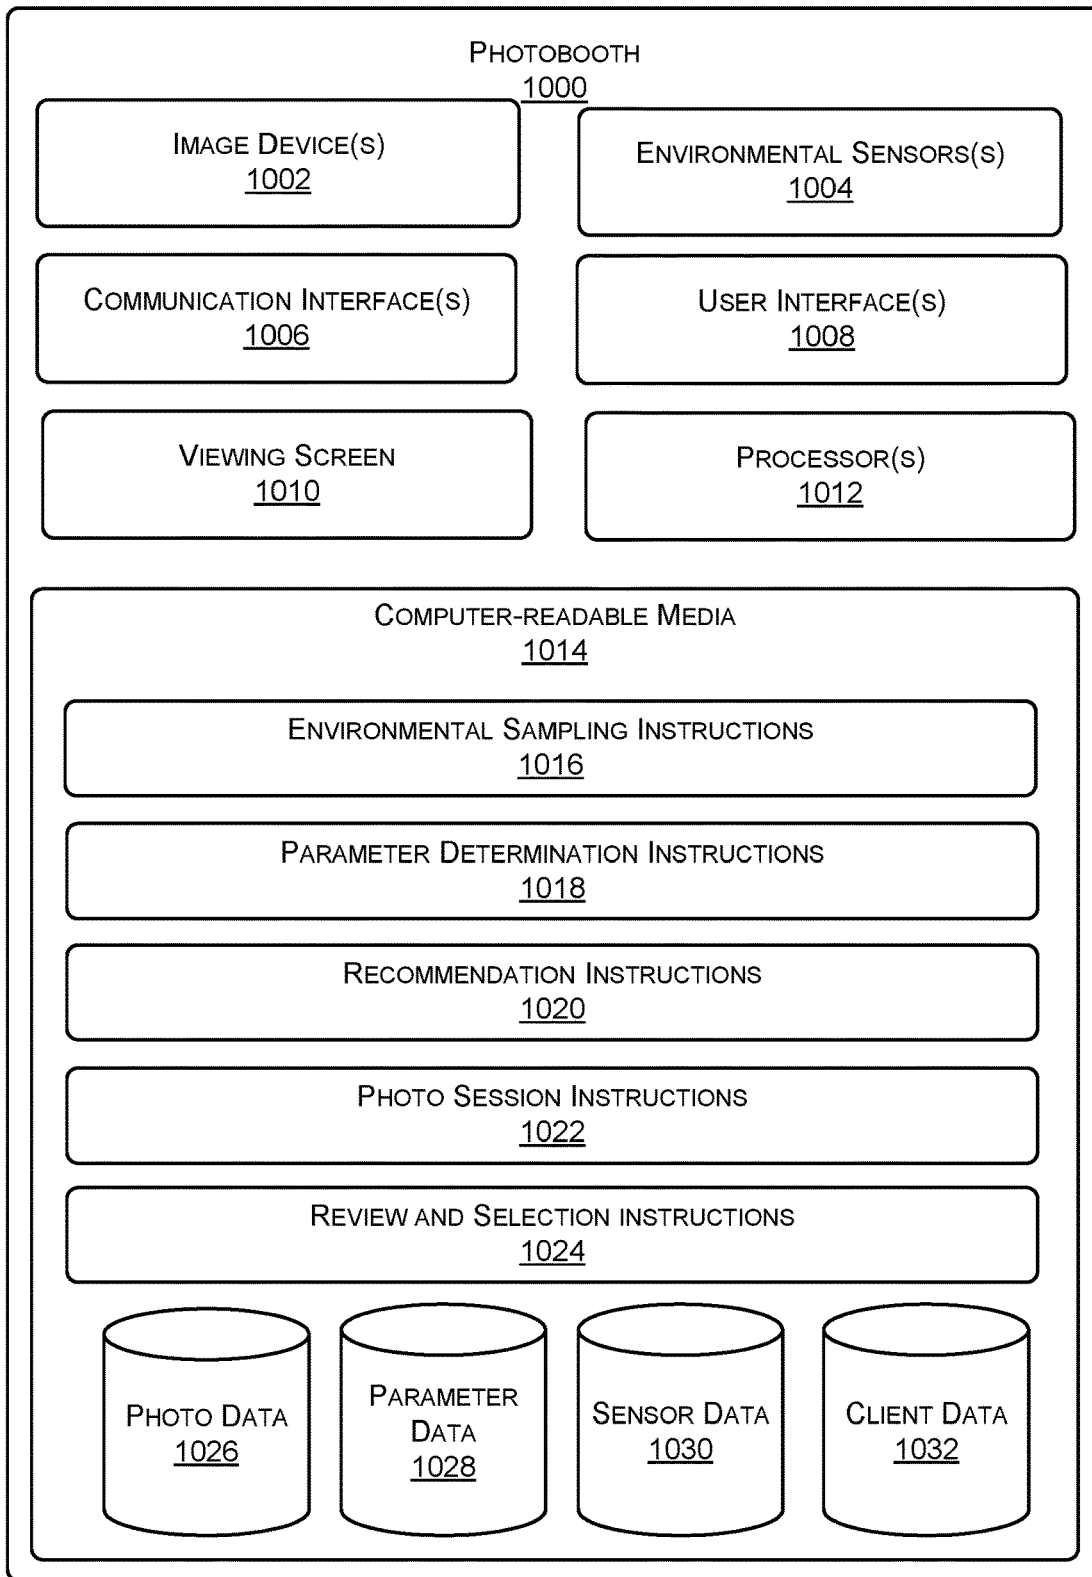 PHOTOBOOTH
1000
IMAGE DEVICE(S)
1002
ENVIRONMENTAL SENSORS(S)
1004
COMMUNICATION INTERFACE(S)
1006
USER INTERFACE(S)
1008
VIEWING SCREEN
1010
PROCESSOR(S)
1012
COMPUTER-READABLE MEDIA
1014
ENVIRONMENTAL SAMPLING INSTRUCTIONS
1016
PARAMETER DETERMINATION INSTRUCTIONS
1018
RECOMMENDATION INSTRUCTIONS
1020
PHOTO SESSION INSTRUCTIONS
1022
REVIEW AND SELECTION INSTRUCTIONS
1024
PHOTO DATA
1026
PARAMETER
DATA
1028
SENSOR DATA
1030
CLIENT DATA
1032